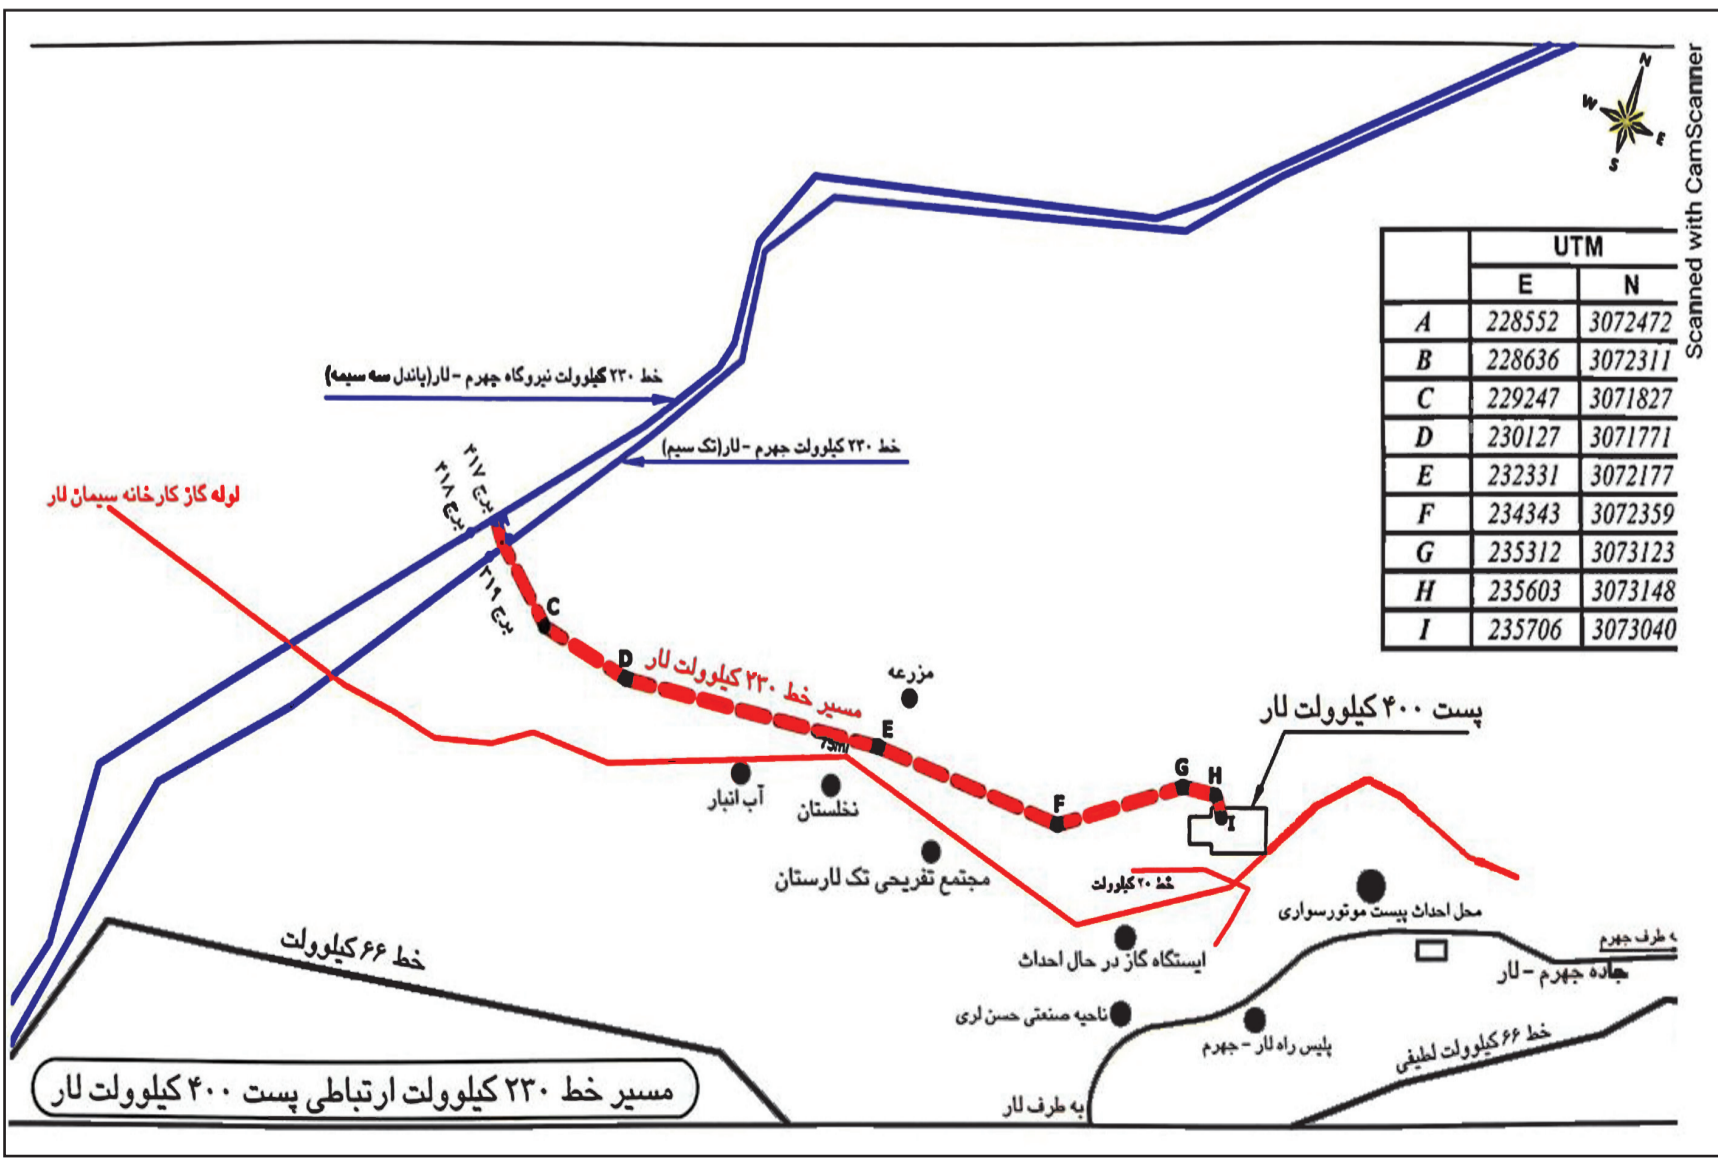 Scanned with CamScanner
N
W
E
S
UTM
E N
A 228552 3072472
B 228636 3072311
C 229247 3071827
D 230127 3071771
E 232331 3072177
F 234343 3072359
G 235312 3073123
H 235603 3073148
I 235706 3073040
خط ۲۳۰ کیلوولت نیروگاه جهرم - لار(باندل سه سیمه)
خط ۲۳۰ کیلوولت جهرم - لار(تک سیم)
برج ۴۱۷
برج ۴۱۸
برج ۳۱۹
لوله گاز کارخانه سیمان لار
C
D
مسیر خط ۲۳۰ کیلوولت لار
مزرعه
E
75m
پست ۴۰۰ کیلوولت لار
G
H
F
I
آب انبار
نخلستان
مجتمع تفریحی تک لارستان
خط ۲۰ کیلوولت
محل احداث پیست موتورسواری
ایستگاه گاز در حال احداث
طرف جهرم
جاده جهرم - لار
خط ۶۶ کیلوولت
ناحیه صنعتی حسن لری
پلیس راه لار - جهرم
خط ۶۶ کیلوولت لطیفی
به طرف لار
مسیر خط ۲۳۰ کیلوولت ارتباطی پست ۴۰۰ کیلوولت لار